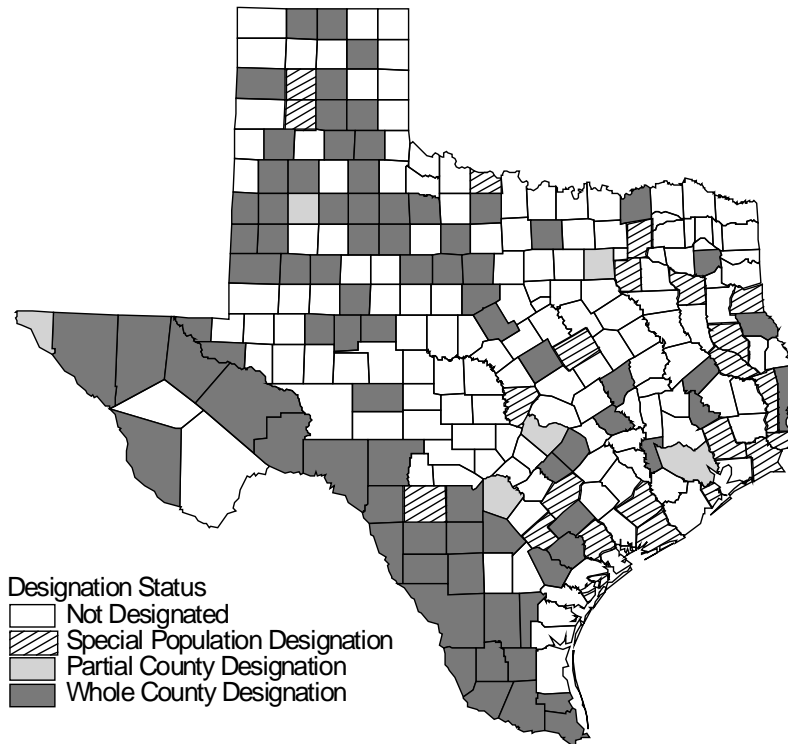 Designation Status
Not Designated
Special Population Designation
Partial County Designation
Whole County Designation